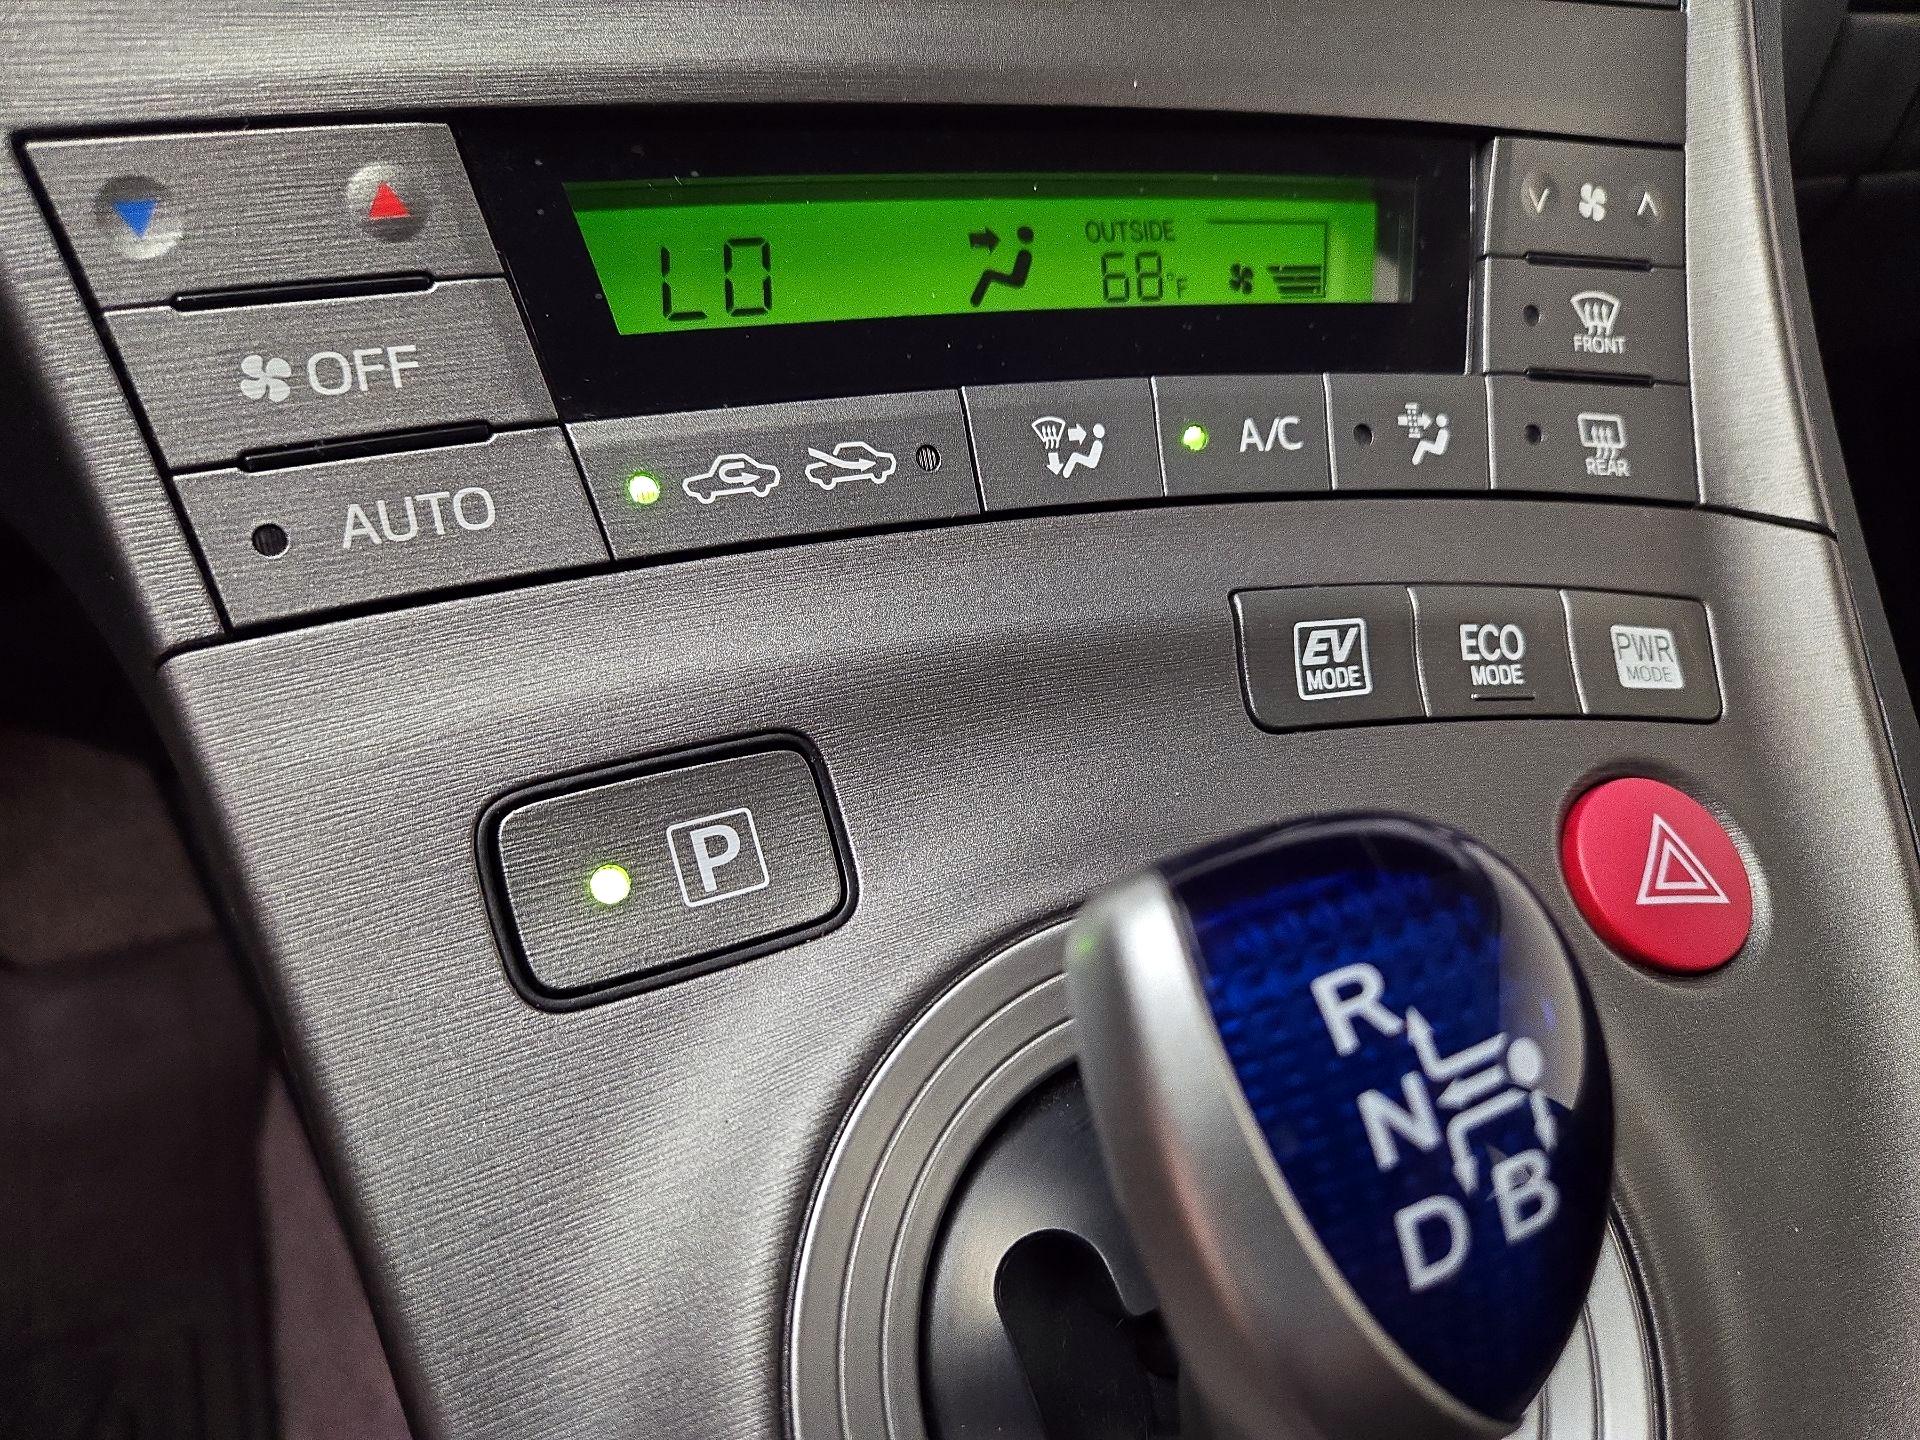 LO
OUTSIDE
68°F
OFF
AUTO
A/C
FRONT
REAR
EV
MODE
ECO
MODE
PWR
MODE
P
R
N
D
B